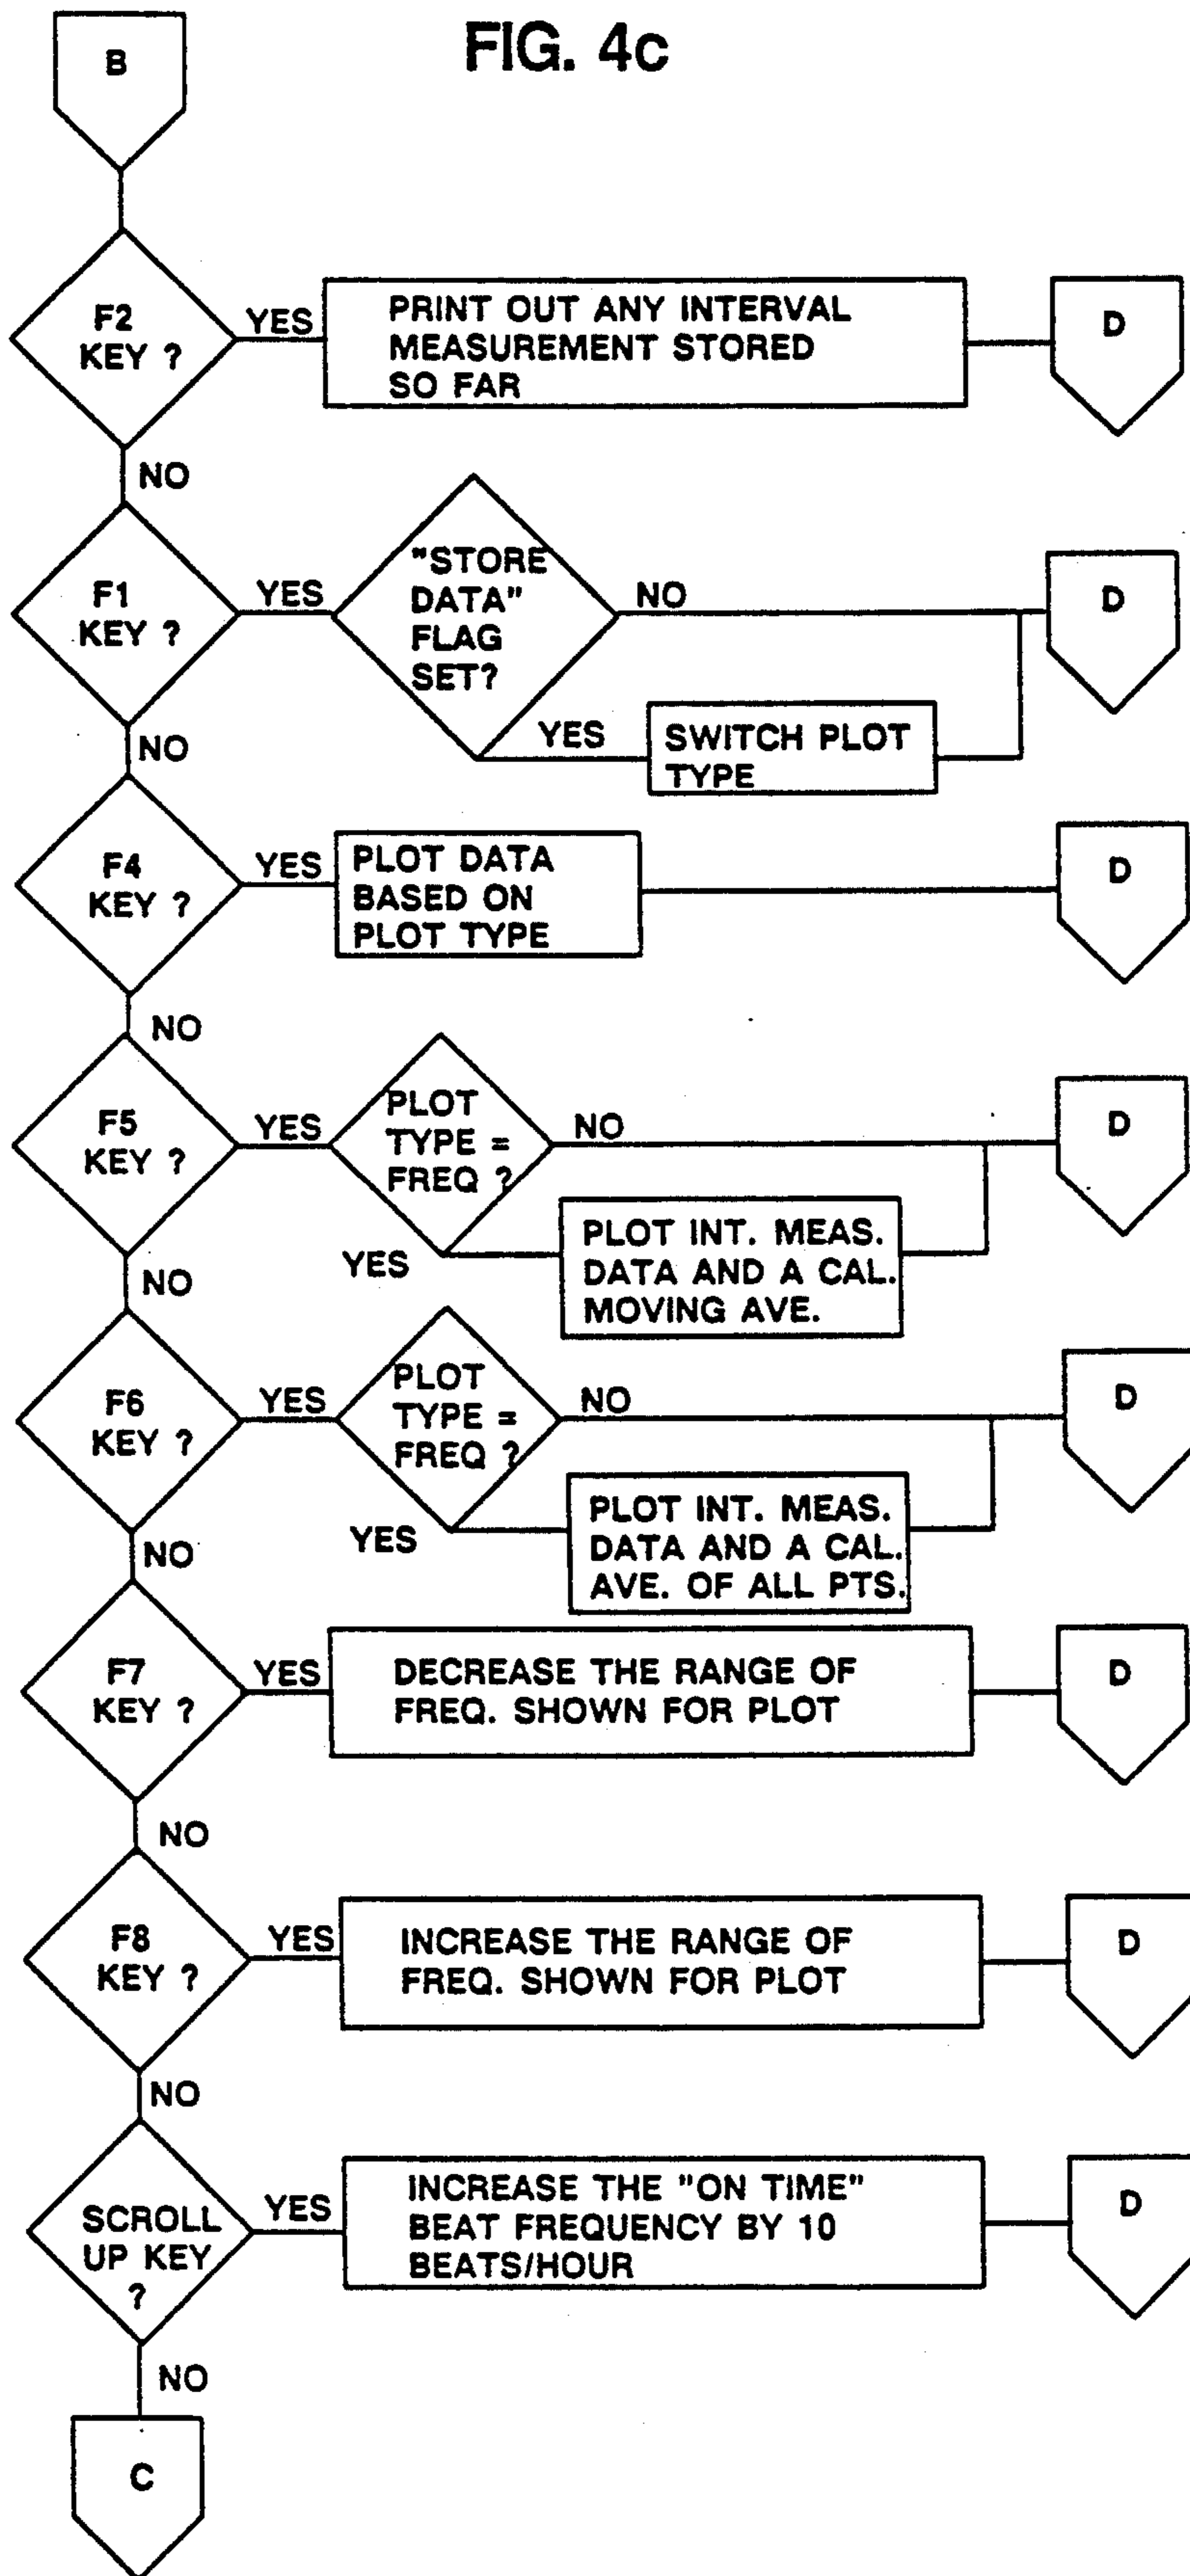 FIG. 4c
B
F2
KEY ?
YES
PRINT OUT ANY INTERVAL
MEASUREMENT STORED
SO FAR
D
NO
F1
KEY ?
YES
"STORE
DATA"
FLAG
SET?
NO
D
YES
SWITCH PLOT
TYPE
NO
F4
KEY ?
YES
PLOT DATA
BASED ON
PLOT TYPE
D
NO
F5
KEY ?
YES
PLOT
TYPE =
FREQ ?
NO
D
YES
PLOT INT. MEAS.
DATA AND A CAL.
MOVING AVE.
NO
F6
KEY ?
YES
PLOT
TYPE =
FREQ ?
NO
D
YES
PLOT INT. MEAS.
DATA AND A CAL.
AVE. OF ALL PTS.
NO
F7
KEY ?
YES
DECREASE THE RANGE OF
FREQ. SHOWN FOR PLOT
D
NO
F8
KEY ?
YES
INCREASE THE RANGE OF
FREQ. SHOWN FOR PLOT
D
NO
SCROLL
UP KEY
?
YES
INCREASE THE "ON TIME"
BEAT FREQUENCY BY 10
BEATS/HOUR
D
NO
C